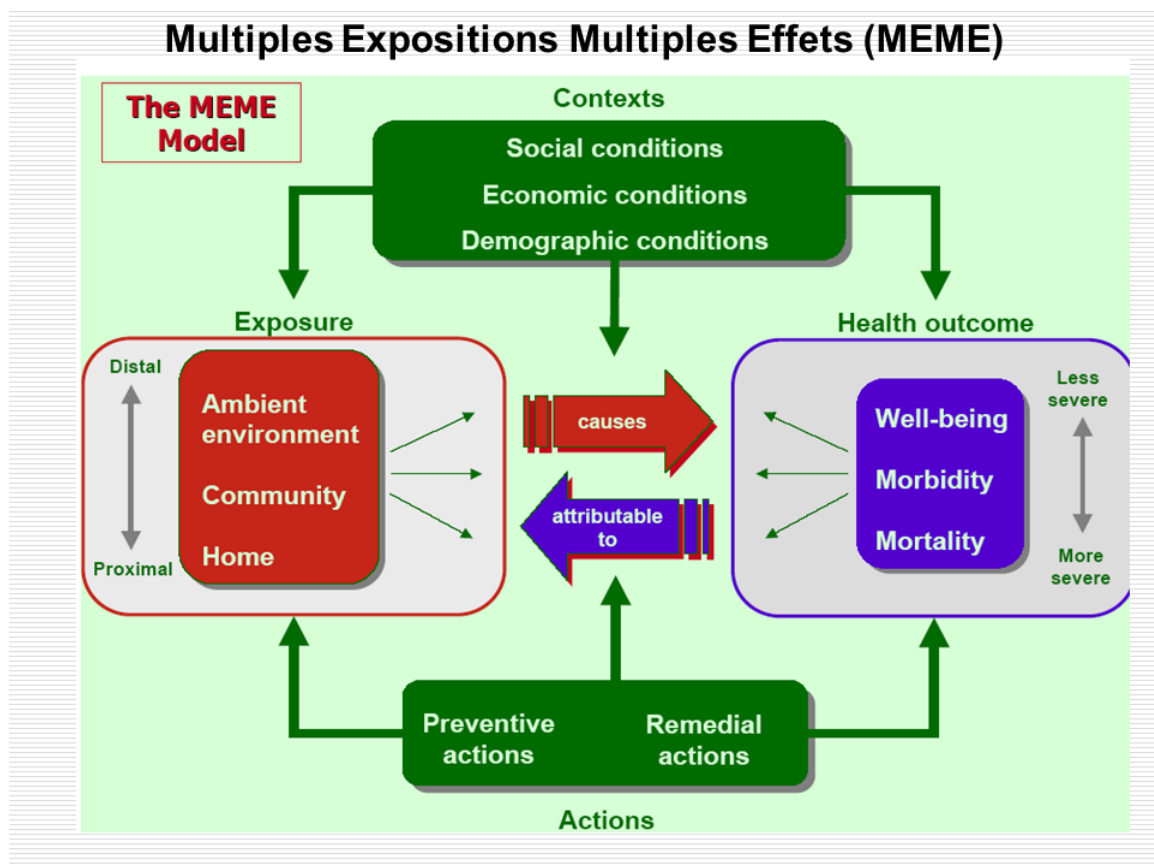 Multiples Expositions Multiples Effets (MEME)
The MEME
Model
Contexts
Social conditions
Economic conditions
Demographic conditions
Exposure
Health outcome
Distal
Proximal
Ambient
environment
Community
Home
causes
attributable
to
Well-being
Morbidity
Mortality
Less
severe
More
severe
Preventive
actions
Remedial
actions
Actions